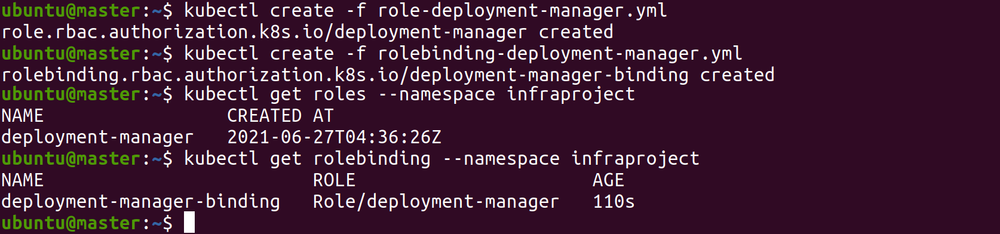 ubuntu@master:~$ kubectl create -f role-deployment-manager.yml
role.rbac.authorization.k8s.io/deployment-manager created
ubuntu@master:~$ kubectl create -f rolebinding-deployment-manager.yml
rolebinding.rbac.authorization.k8s.io/deployment-manager-binding created
ubuntu@master:~$ kubectl get roles --namespace infraproject
NAME                 CREATED AT
deployment-manager   2021-06-27T04:36:26Z
ubuntu@master:~$ kubectl get rolebinding --namespace infraproject
NAME                         ROLE                      AGE
deployment-manager-binding   Role/deployment-manager   110s
ubuntu@master:~$